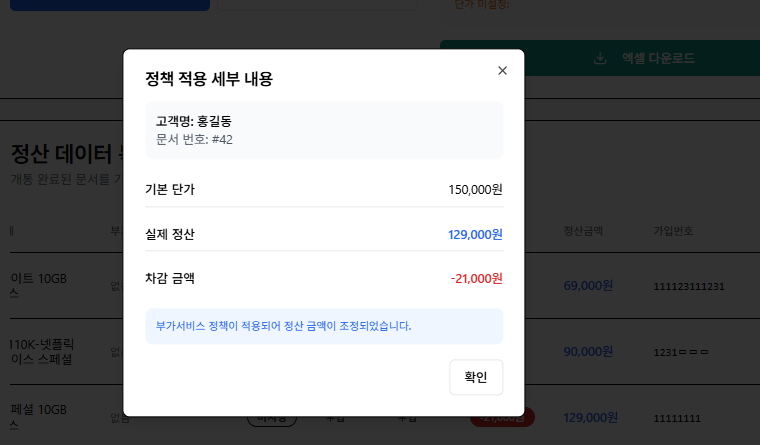 단가 미설정:
엑셀 다운로드
정책 적용 세부 내용
고객명: 홍길동
문서 번호: #42
기본 단가 150,000원
실제 정산 129,000원
차감 금액 -21,000원
부가서비스 정책이 적용되어 정산 금액이 조정되었습니다.
확인
정산 데이터
개통 완료된 문서를
정산금액 가입번호
이트 10GB
69,000원 111123111231
110K-넷플릭
이스 스페셜
90,000원 1231ㅁㅁㅁ
페셜 10GB
129,000원 11111111